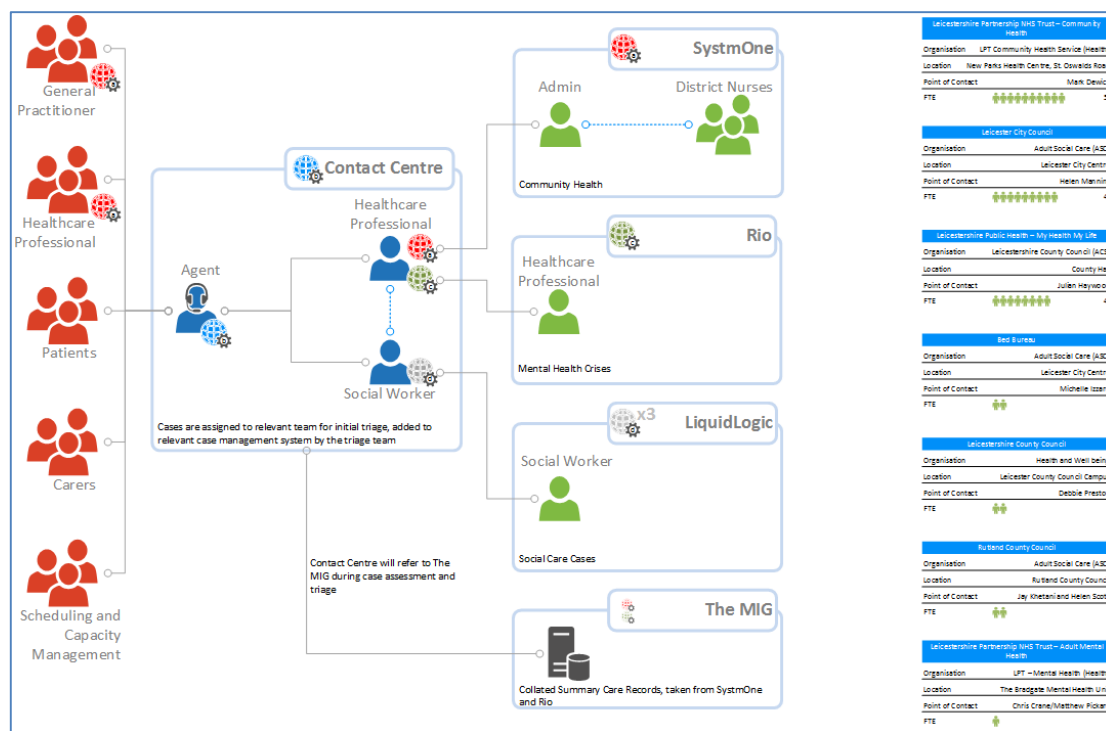 General
Practitioner
Healthcare
Professional
Patients
Carers
Scheduling and
Capacity
Management
Contact Centre
Agent
Healthcare
Professional
Social Worker
Cases are assigned to relevant team for initial triage, added to
relevant case management system by the triage team
Contact Centre will refer to The
MIG during case assessment and
triage
SystmOne
Admin
District Nurses
Community Health
Rio
Healthcare
Professional
Mental Health Crises
x3
LiquidLogic
Social Worker
Social Care Cases
The MIG
Collated Summary Care Records, taken from SystmOne
and Rio
Leicestershire Partnership NHS Trust – Community
Health
Organisation LPT Community Health Service (Health
Location New Parks Health Centre, St. Oswalds Roa
Point of Contact Mark Dewic
FTE
Leicester City Council
Organisation Adult Social Care (ASC
Location Leicester City Centr
Point of Contact Helen Mannin
FTE 4
Leicestershire Public Health – My Health My Life
Organisation Leicestershire County Council (ACS
Location County Ha
Point of Contact Julian Haywoo
FTE 4
Bed Bureau
Organisation Adult Social Care (ASC
Location Leicester City Centr
Point of Contact Michelle Izzar
FTE
Leicestershire County Council
Organisation Health and Well bein
Location Leicester County Council Campu
Point of Contact Debbie Presto
FTE
Rutland County Council
Organisation Adult Social Care (ASC
Location Rutland County Counc
Point of Contact Jay Khetani and Helen Scot
FTE
Leicestershire Partnership NHS Trust – Adult Mental
Health
Organisation LPT – Mental Health (Health
Location The Bradgate Mental Health Un
Point of Contact Chris Crane/Matthew Pickar
FTE